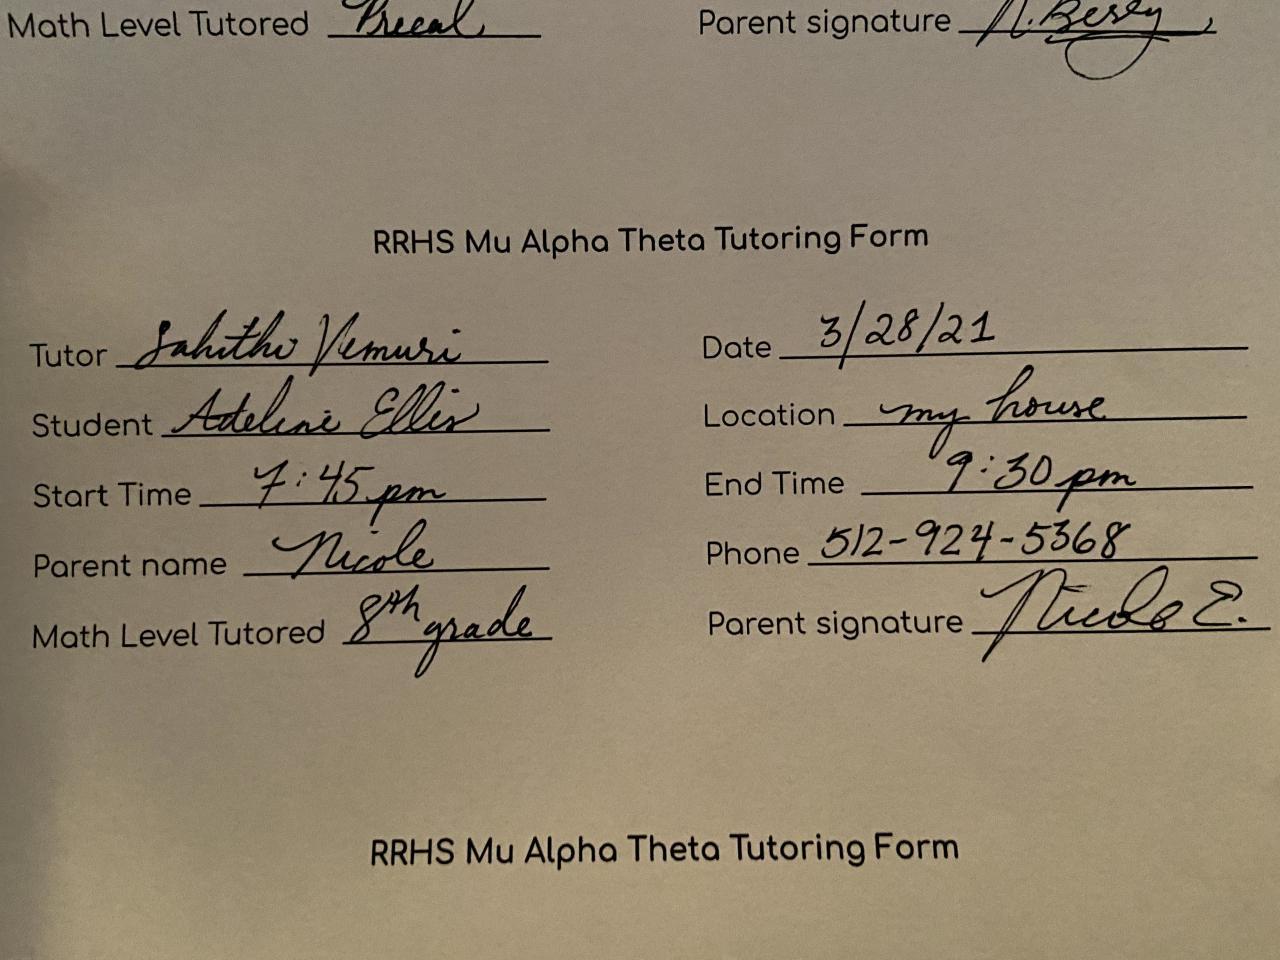 Math Level Tutored Precal Parent signature N. Berry
RRHS Mu Alpha Theta Tutoring Form
Tutor Sahitho Vemuri Date 3/28/21
Student Adeline Ellis Location my house
Start Time 7:45 pm End Time 9:30 pm
Parent name Nicole Phone 512-924-5368
Math Level Tutored 8th grade Parent signature Nicole E.
RRHS Mu Alpha Theta Tutoring Form